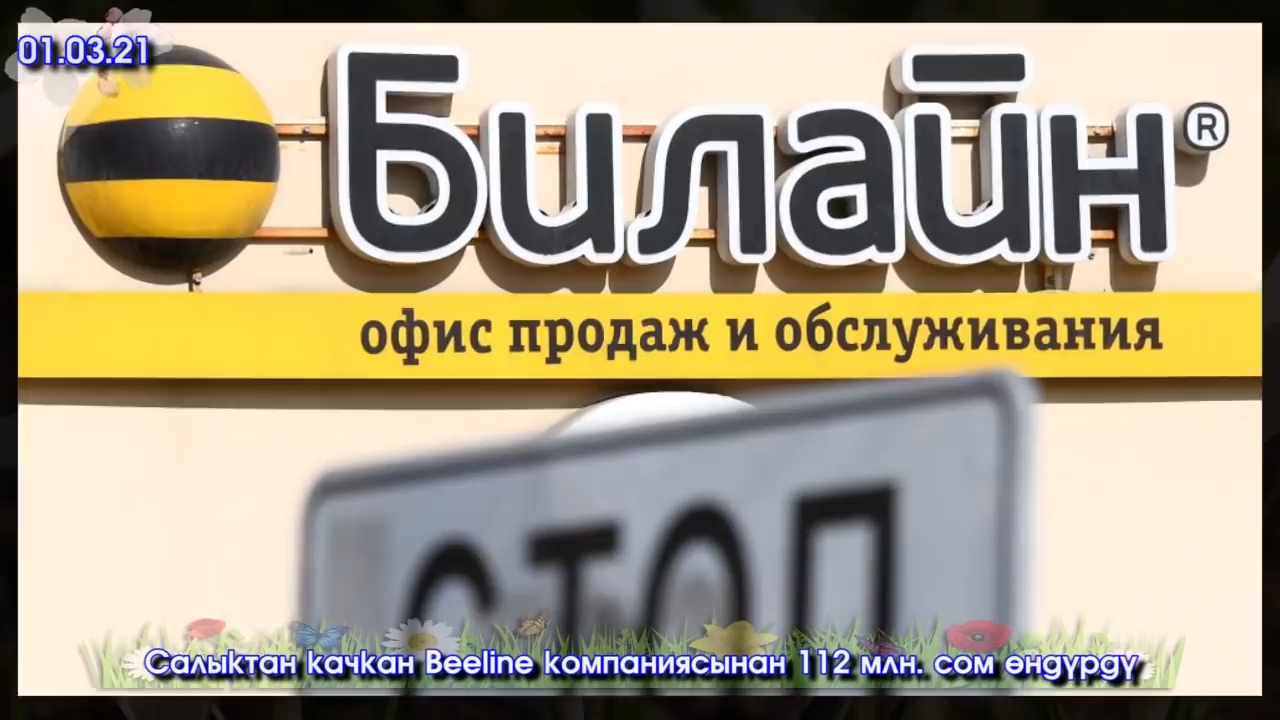 01.03.21
Билайн®
офис продаж и обслуживания
СТОП
Салыктан качкан Beeline компаниясынан 112 млн. сом өндүрдү